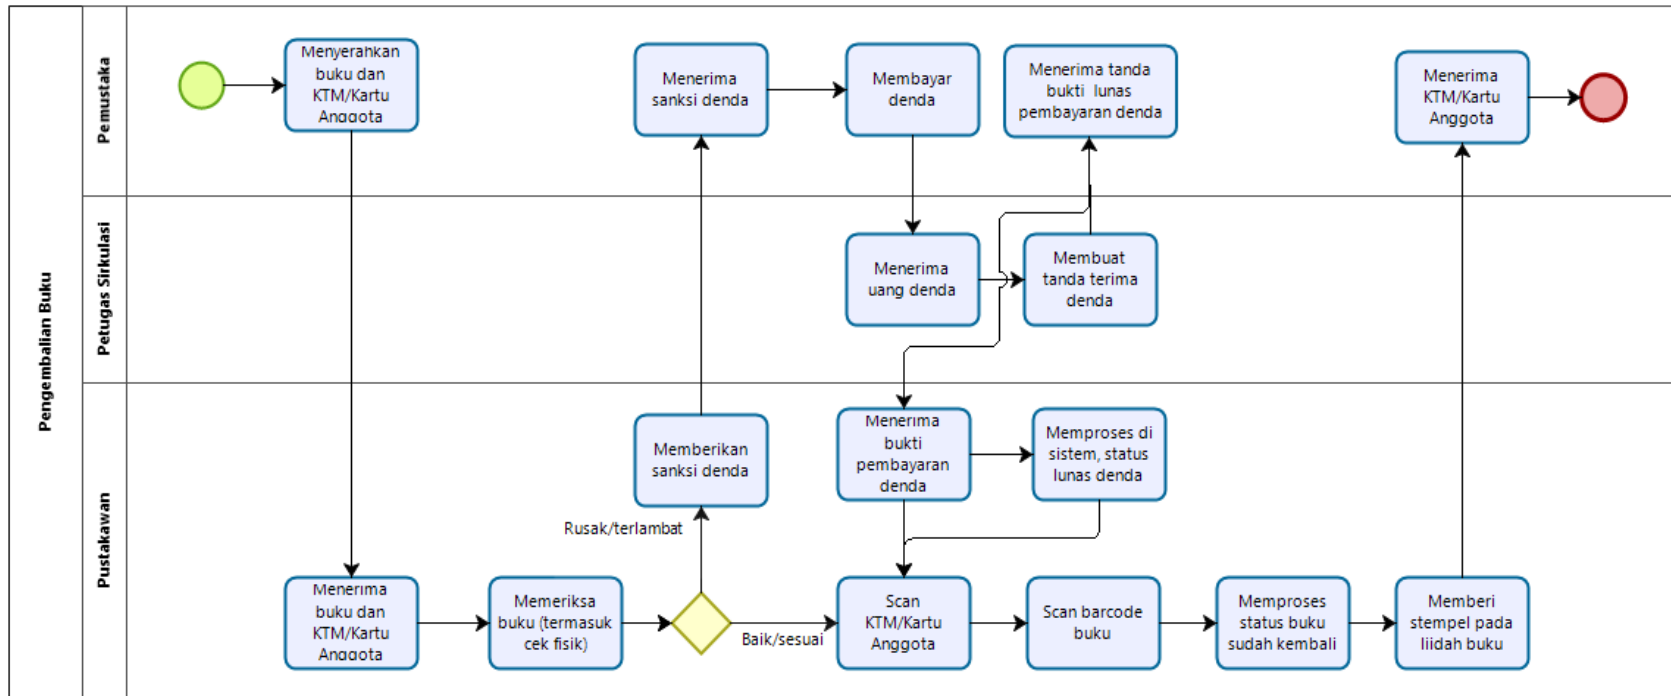 Pengembalian Buku
Pemustaka
Menyerahkan
buku dan
KTM/Kartu
Anggota
Menerima
sanksi denda
Membayar
denda
Menerima tanda
bukti lunas
pembayaran denda
Menerima
KTM/Kartu
Anggota
Petugas Sirkulasi
Menerima
uang denda
Membuat
tanda terima
denda
Pustakawan
Memberikan
sanksi denda
Menerima
bukti
pembayaran
denda
Memproses di
sistem, status
lunas denda
Rusak/terlambat
Menerima
buku dan
KTM/Kartu
Anggota
Memeriksa
buku (termasuk
cek fisik)
Baik/sesuai
Scan
KTM/Kartu
Anggota
Scan barcode
buku
Memproses
status buku
sudah kembali
Memberi
stempel pada
liidah buku